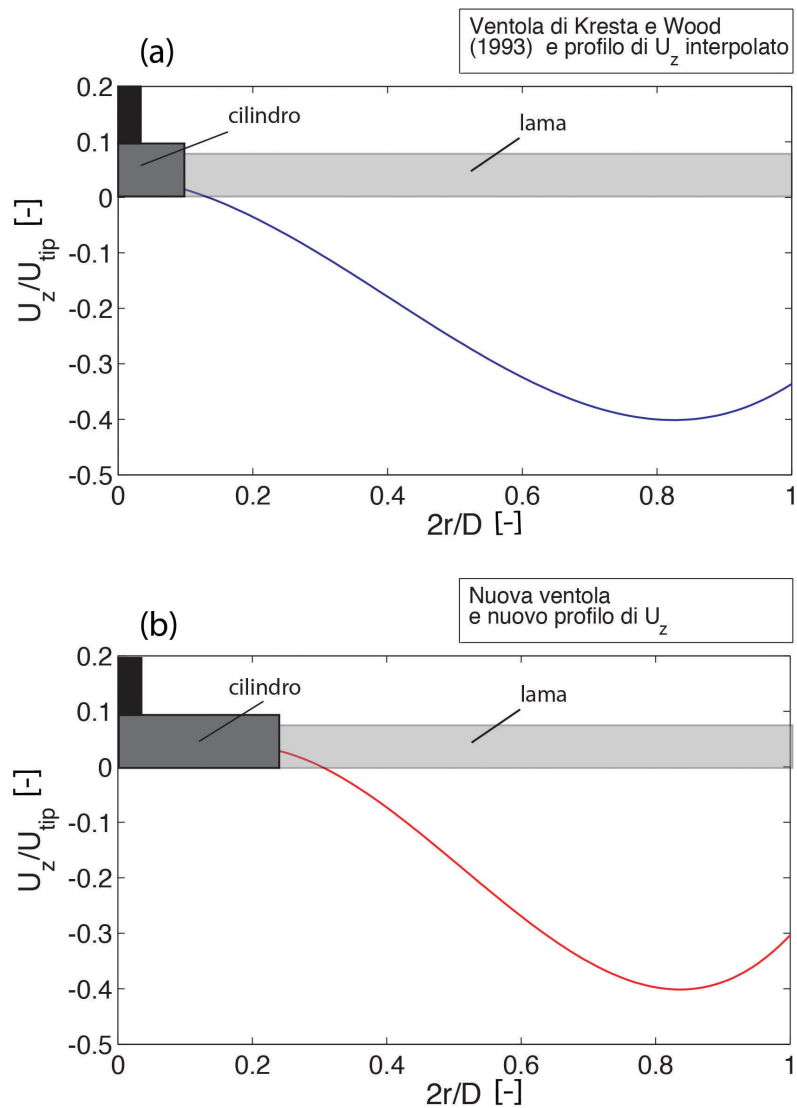 (a)
Ventola di Kresta e Wood
(1993) e profilo di U_z interpolato
0.2
0.1
0
-0.1
-0.2
-0.3
-0.4
-0.5
U_z/U_tip [-]
cilindro
lama
0 0.2 0.4 0.6 0.8 1
2r/D [-]
(b)
Nuova ventola
e nuovo profilo di U_z
0.2
0.1
0
-0.1
-0.2
-0.3
-0.4
-0.5
U_z/U_tip [-]
cilindro
lama
0 0.2 0.4 0.6 0.8 1
2r/D [-]